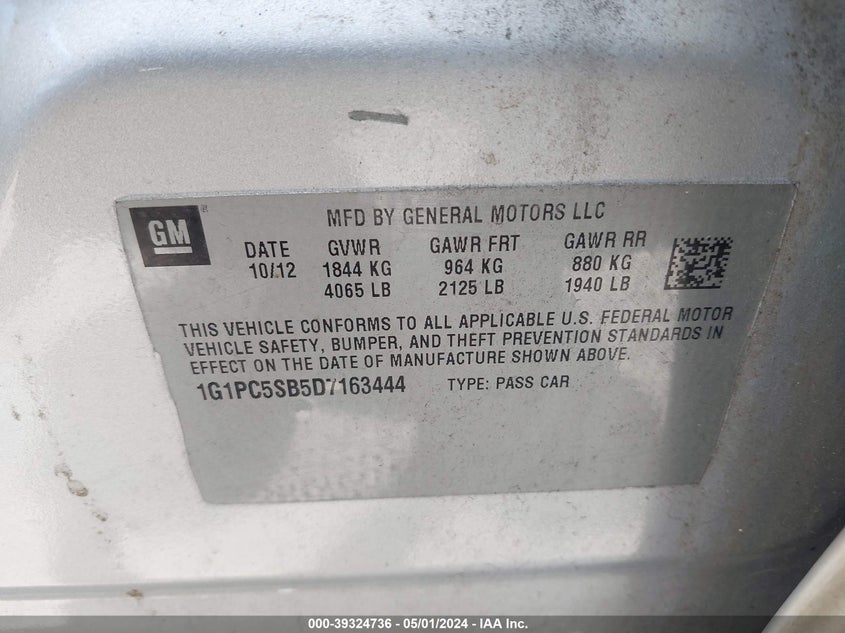 GM
MFD BY GENERAL MOTORS LLC
DATE GVWR GAWR FRT GAWR RR
10/12 1844 KG 964 KG 880 KG
4065 LB 2125 LB 1940 LB
THIS VEHICLE CONFORMS TO ALL APPLICABLE U.S. FEDERAL MOTOR
VEHICLE SAFETY, BUMPER, AND THEFT PREVENTION STANDARDS IN
EFFECT ON THE DATE OF MANUFACTURE SHOWN ABOVE.
1G1PC5SB5D7163444 TYPE: PASS CAR
000-39324736 - 05/01/2024 - IAA Inc.